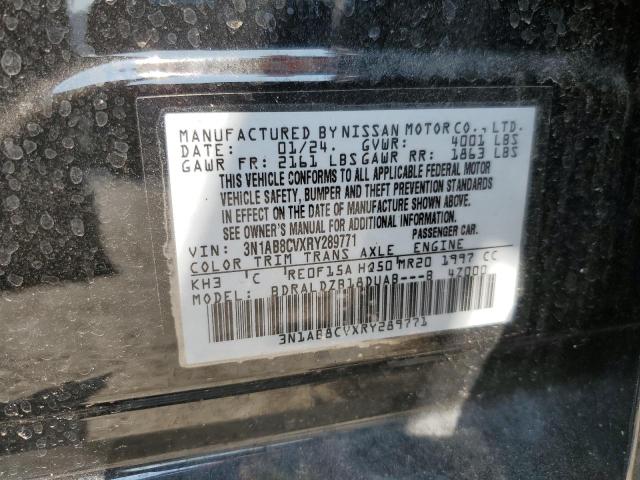 MANUFACTURED BY NISSAN MOTOR CO., LTD.
DATE: 01/24. GVWR: 4001 LBS
GAWR FR: 2161 LBS GAWR RR: 1863 LBS
THIS VEHICLE CONFORMS TO ALL APPLICABLE FEDERAL MOTOR
VEHICLE SAFETY, BUMPER AND THEFT PREVENTION STANDARDS
IN EFFECT ON THE DATE OF MANUFACTURE SHOWN ABOVE.
SEE OWNER'S MANUAL FOR ADDITIONAL INFORMATION.
VIN: 3N1AB8CVXRY289771 PASSENGER CAR.
COLOR TRIM TRANS AXLE ENGINE
KH3 C RE0F15A HQ50 MR20 1997 CC
MODEL: BDRALDZB18DUAB---B 47000
3N1AB8CVXRY289771